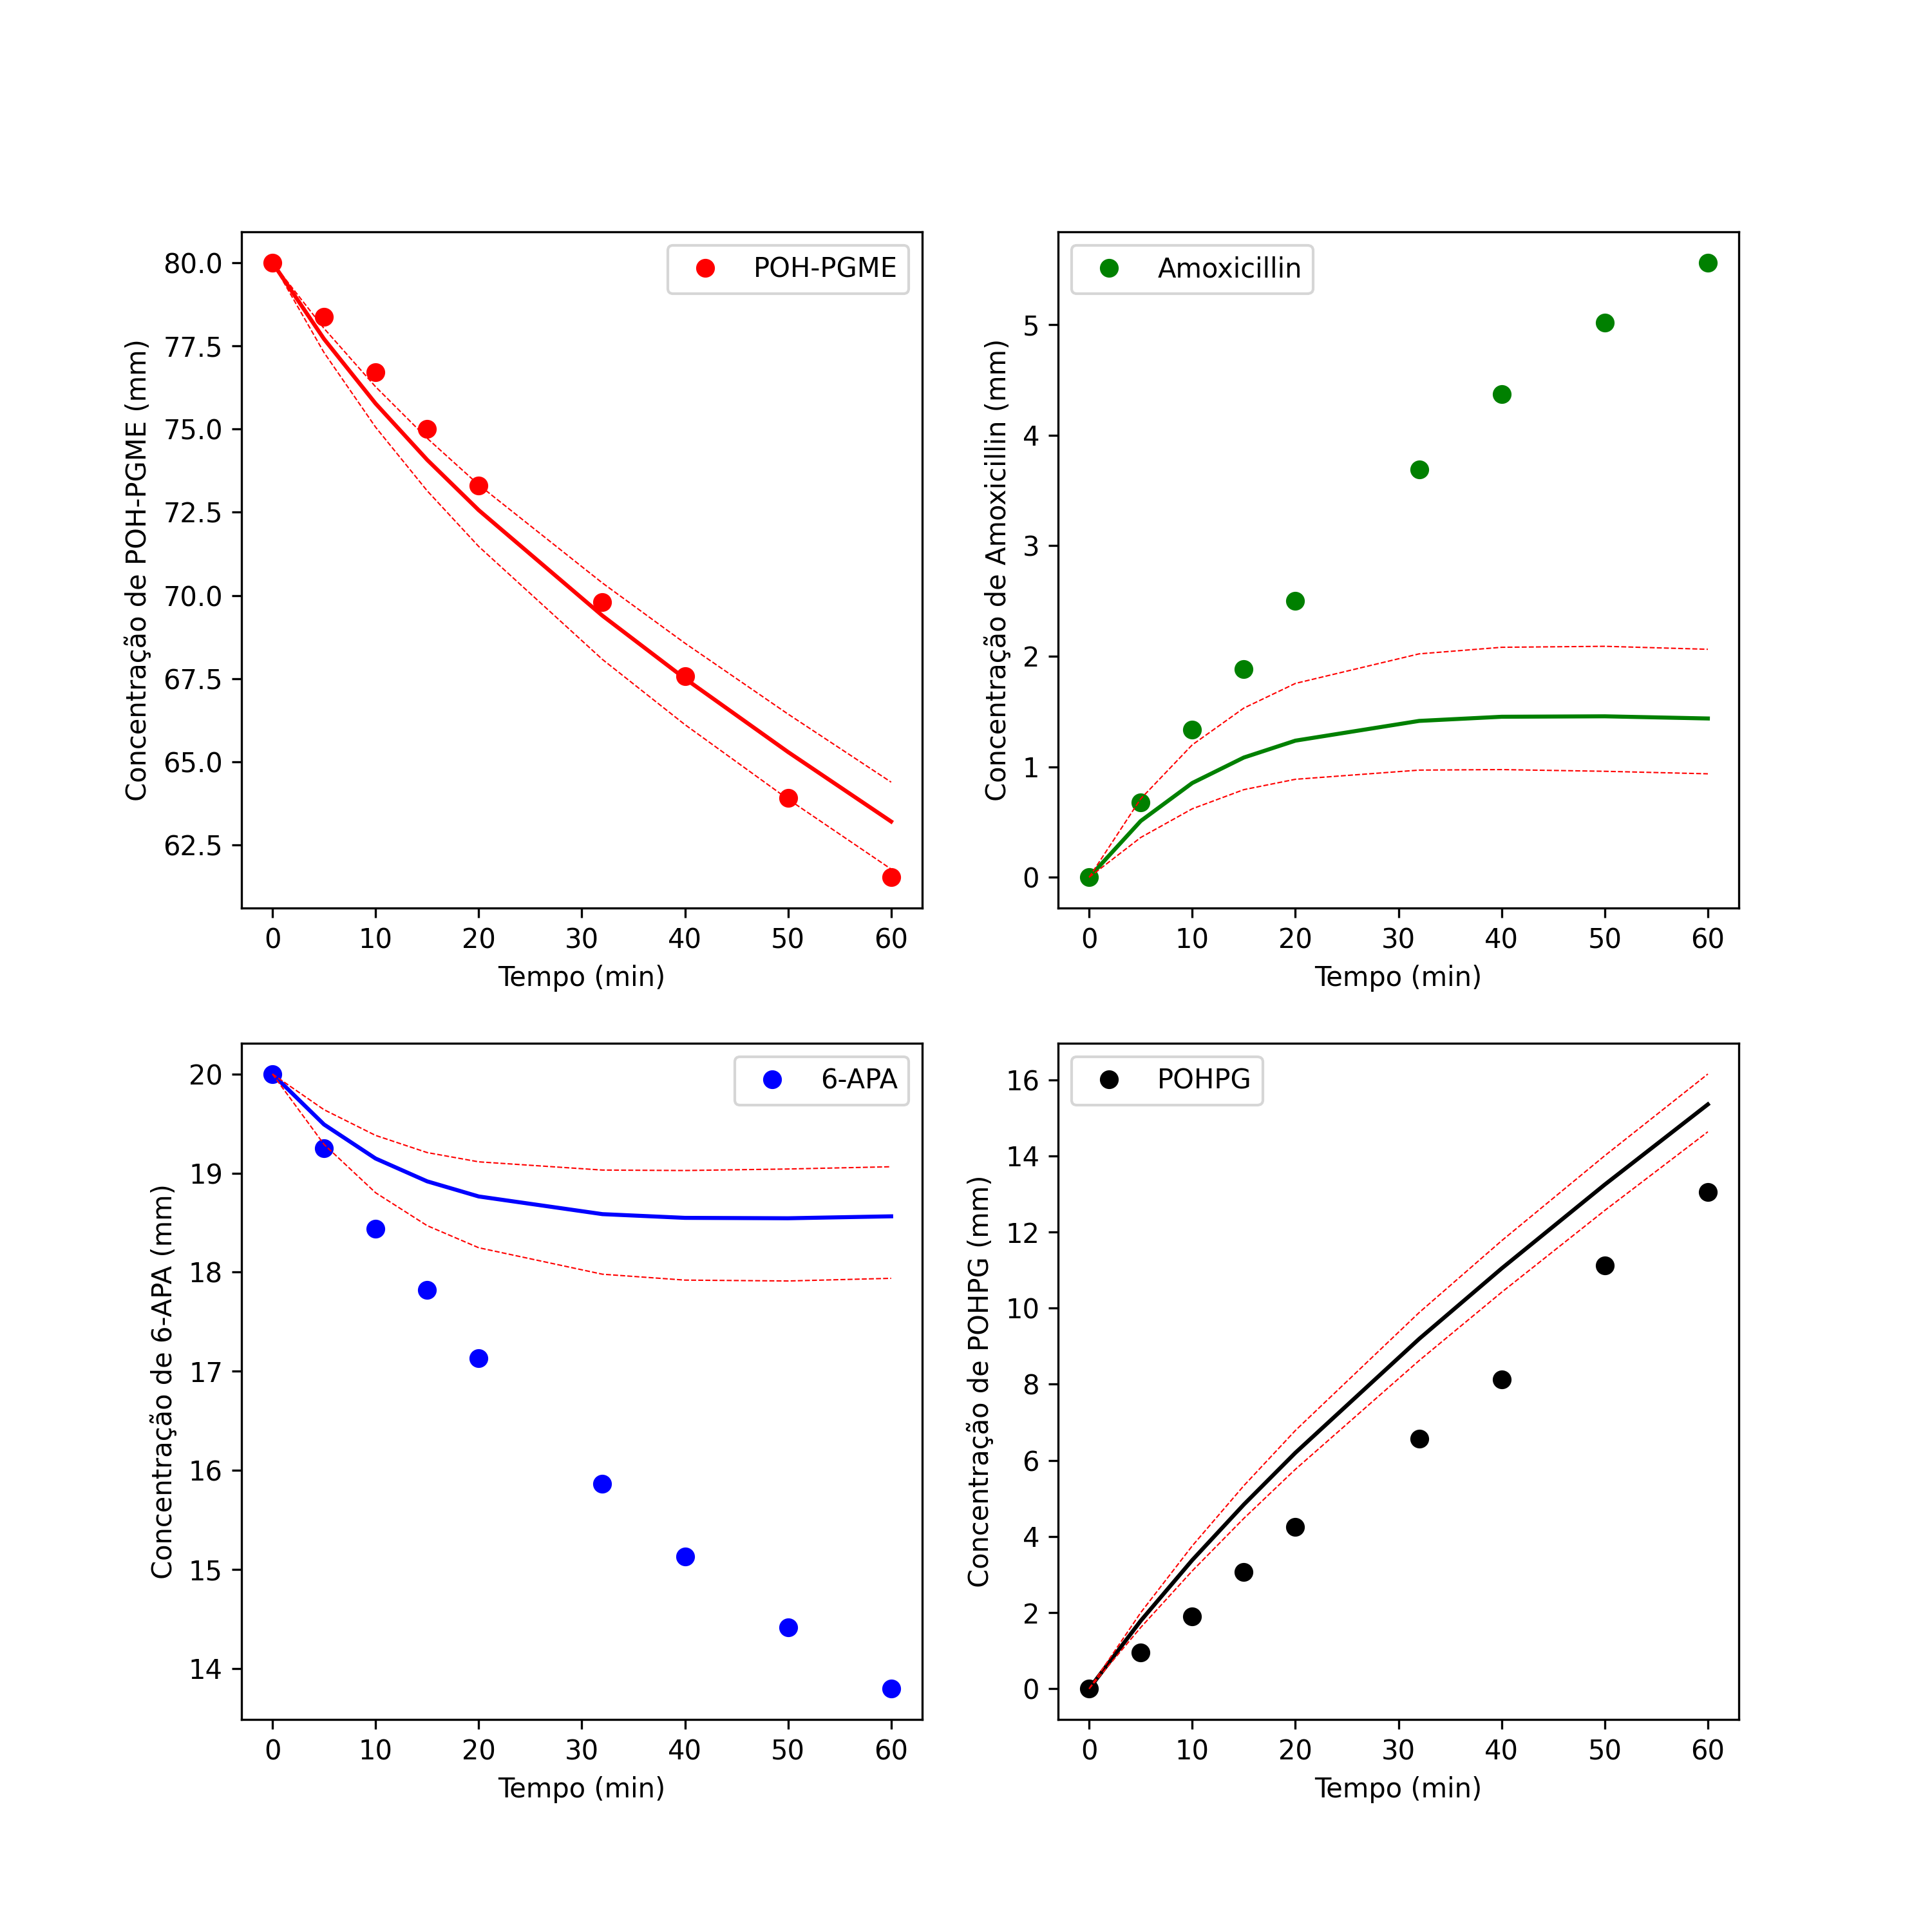 POH-PGME
Concentração de POH-PGME (mm)
80.0
77.5
75.0
72.5
70.0
67.5
65.0
62.5
0 10 20 30 40 50 60
Tempo (min)
Amoxicillin
Concentração de Amoxicillin (mm)
5
4
3
2
1
0
0 10 20 30 40 50 60
Tempo (min)
6-APA
Concentração de 6-APA (mm)
20
19
18
17
16
15
14
0 10 20 30 40 50 60
Tempo (min)
POHPG
Concentração de POHPG (mm)
16
14
12
10
8
6
4
2
0
0 10 20 30 40 50 60
Tempo (min)